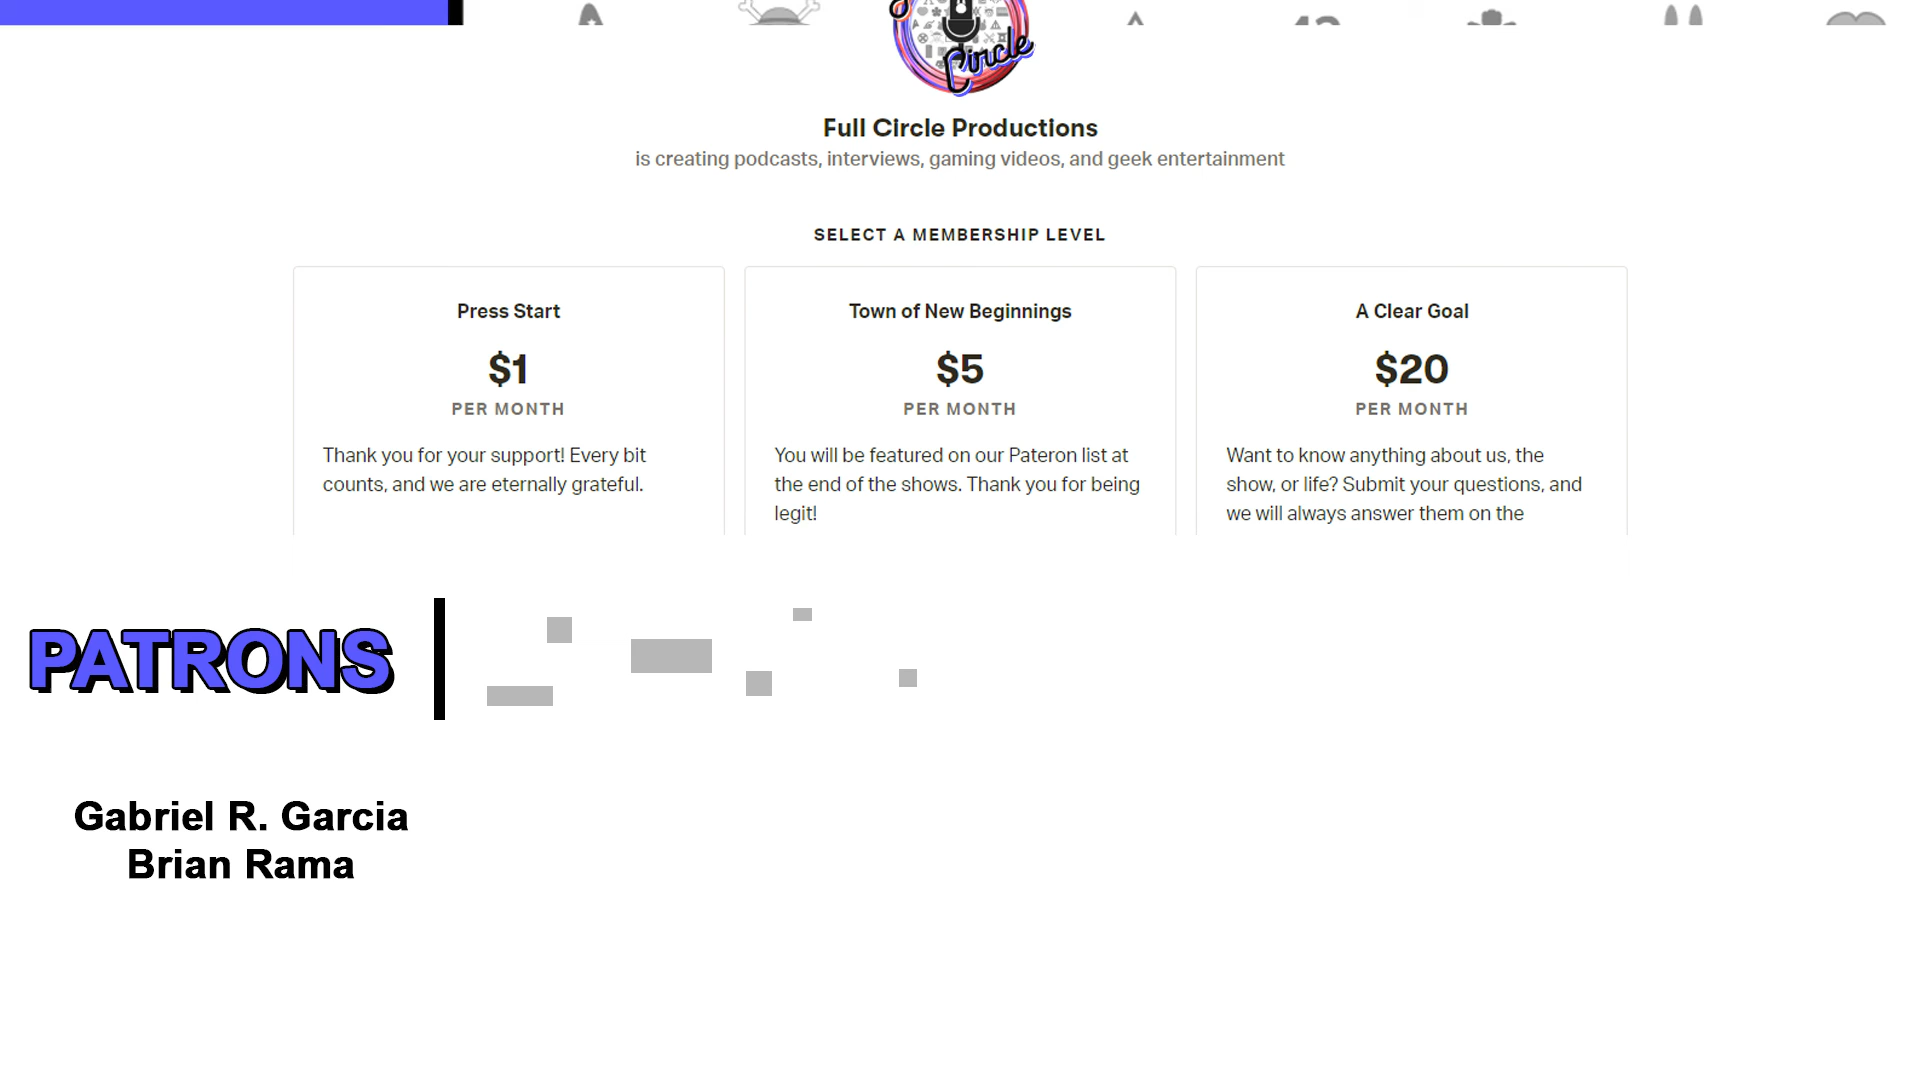 Circle
Full Circle Productions
is creating podcasts, interviews, gaming videos, and geek entertainment
SELECT A MEMBERSHIP LEVEL
Press Start
$1
PER MONTH
Thank you for your support! Every bit
counts, and we are eternally grateful.
Town of New Beginnings
$5
PER MONTH
You will be featured on our Pateron list at
the end of the shows. Thank you for being
legit!
A Clear Goal
$20
PER MONTH
Want to know anything about us, the
show, or life? Submit your questions, and
we will always answer them on the
PATRONS
Gabriel R. Garcia
Brian Rama